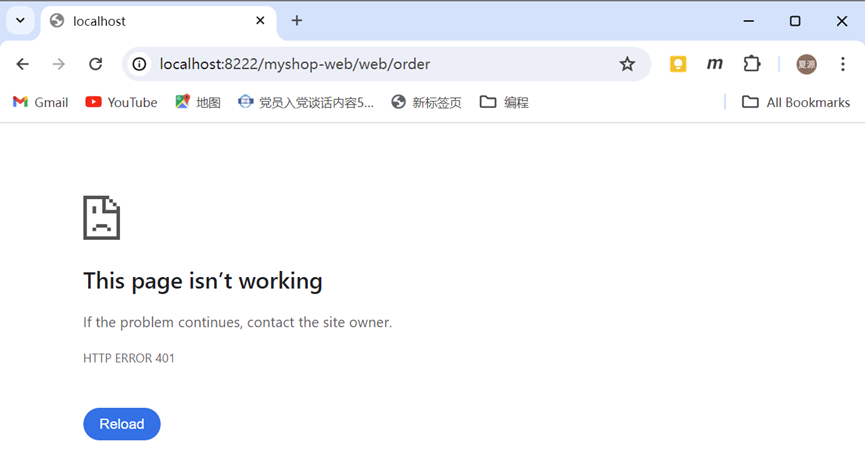 localhost
localhost:8222/myshop-web/web/order
m
夏源
Gmail
YouTube
地图
党员入党谈话内容5...
新标签页
编程
All Bookmarks
This page isn’t working
If the problem continues, contact the site owner.
HTTP ERROR 401
Reload